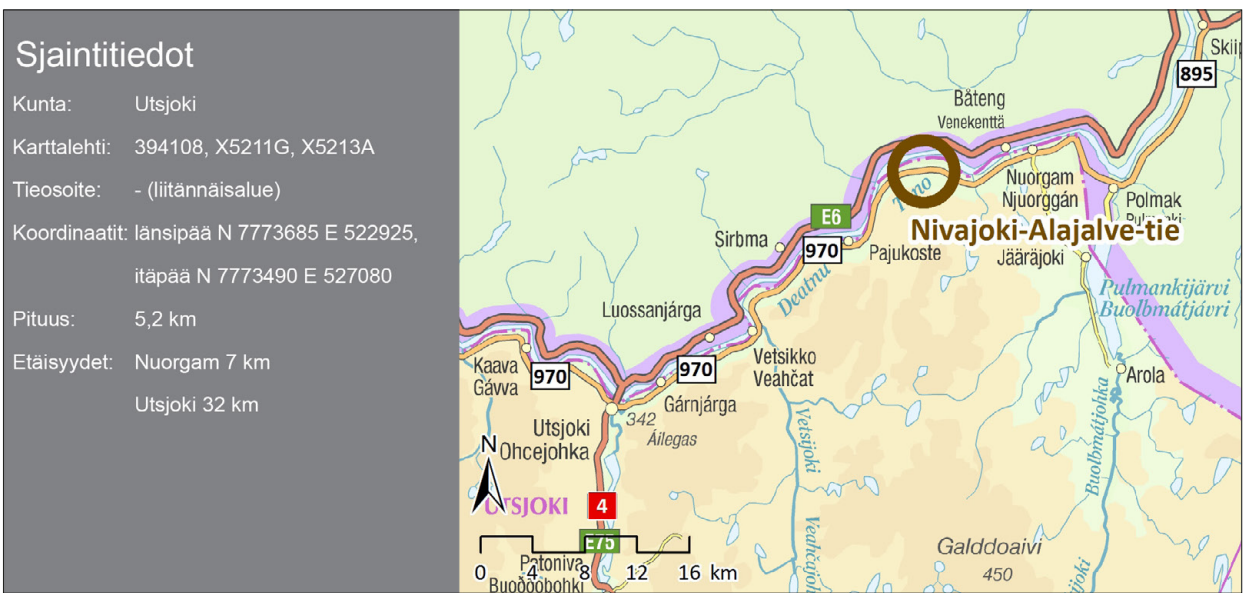 Sjaintitiedot
Kunta: Utsjoki
Karttalehti: 394108, X5211G, X5213A
Tieosoite: - (liitännäisalue)
Koordinaatit: länsipää N 7773685 E 522925,
itäpää N 7773490 E 527080
Pituus: 5,2 km
Etäisyydet: Nuorgam 7 km
Utsjoki 32 km
895
Båteng
Venekenttä
Nuorgam
Njuorggán
Polmak
Teno
E6
Nivajoki-Alajalve-tie
Sirbma
970
Pajukoste
Jääräjoki
Deatnu
Pulmankijärvi
Buolbmátjávri
Luossanjárga
Kaava
Gávva
970
970
Vetsikko
Veahčat
Arola
Gárnjárga
342
Áilegas
Utsjoki
Ohcejohka
N
Vetsijoki
Buolbmátjohka
UTSJOKI
4
E75
Galddoaivi
450
0 4 8 12 16 km
Patoniva